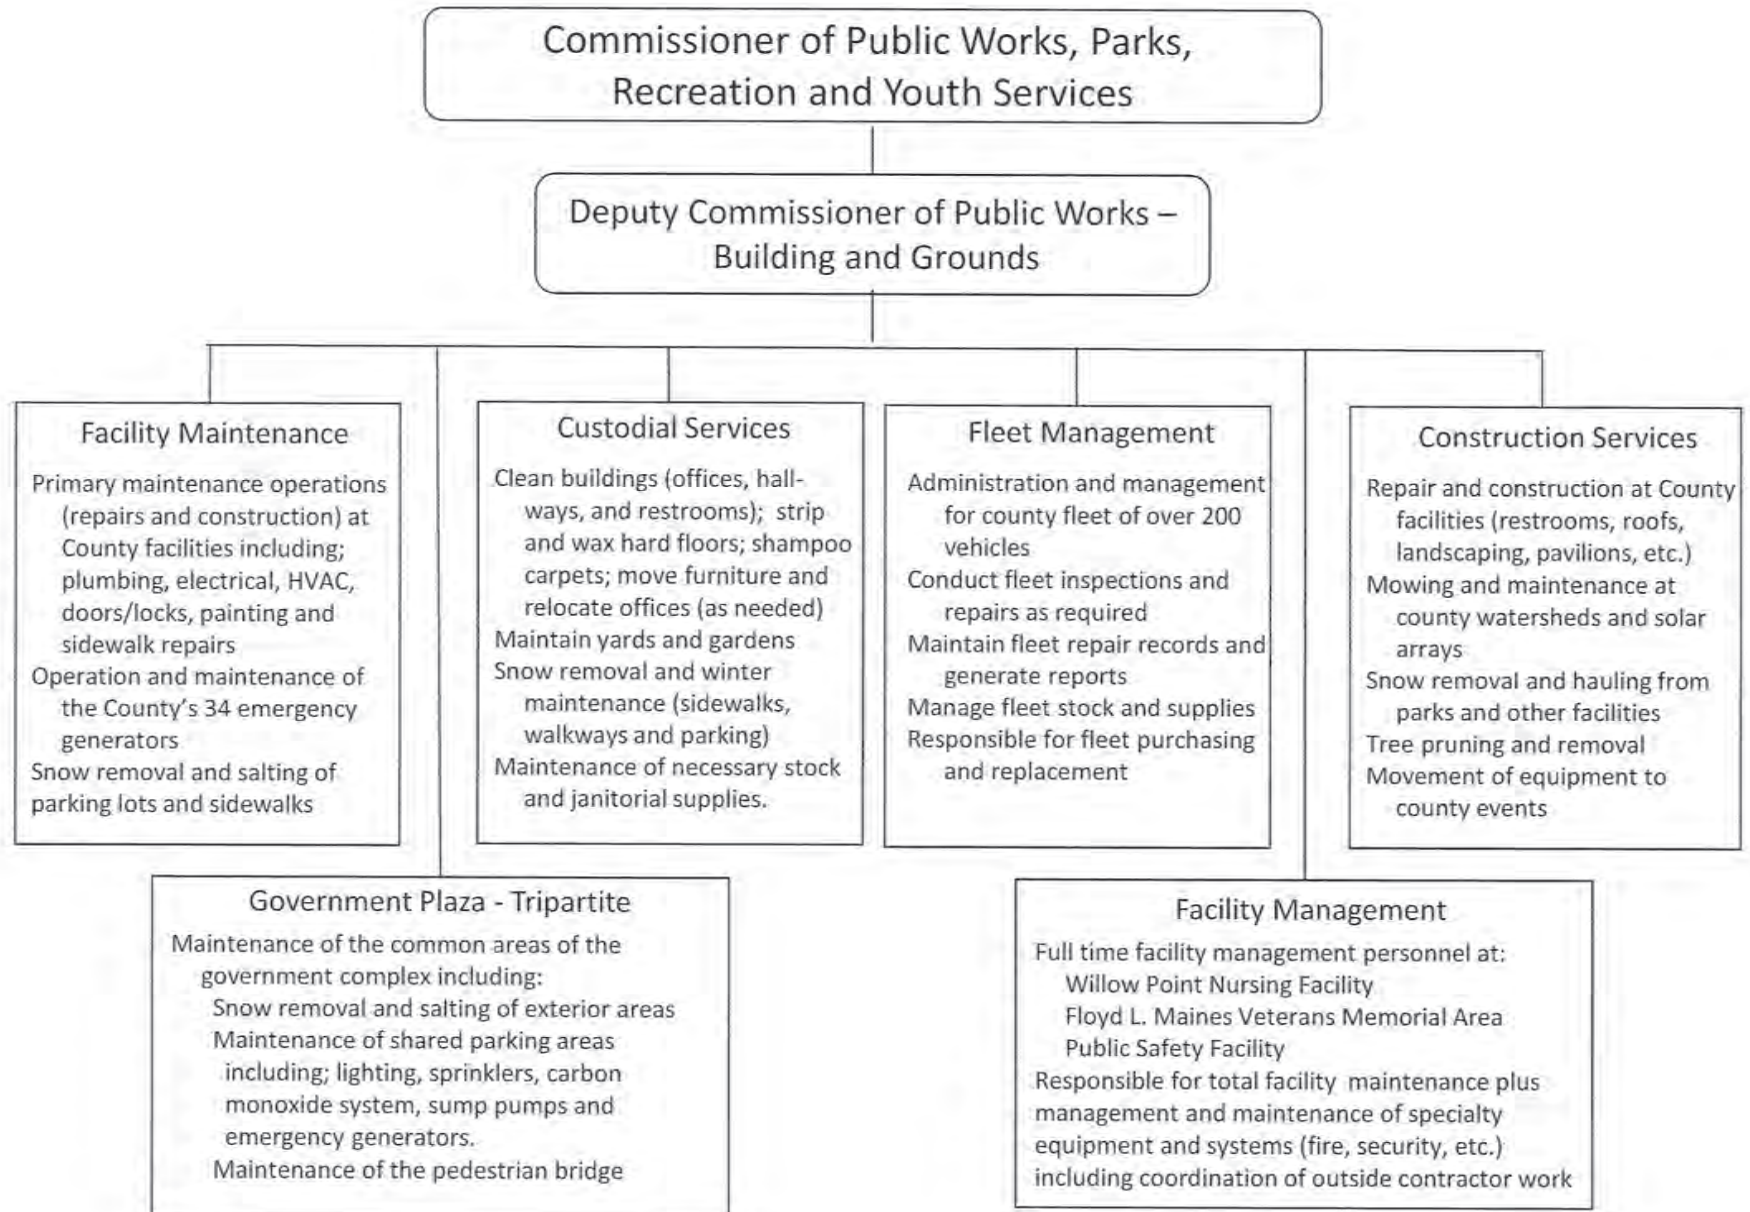 Commissioner of Public Works, Parks,
Recreation and Youth Services
Deputy Commissioner of Public Works –
Building and Grounds
Facility Maintenance
Primary maintenance operations
(repairs and construction) at
County facilities including;
plumbing, electrical, HVAC,
doors/locks, painting and
sidewalk repairs
Operation and maintenance of
the County's 34 emergency
generators
Snow removal and salting of
parking lots and sidewalks
Custodial Services
Clean buildings (offices, hall-
ways, and restrooms); strip
and wax hard floors; shampoo
carpets; move furniture and
relocate offices (as needed)
Maintain yards and gardens
Snow removal and winter
maintenance (sidewalks,
walkways and parking)
Maintenance of necessary stock
and janitorial supplies.
Fleet Management
Administration and management
for county fleet of over 200
vehicles
Conduct fleet inspections and
repairs as required
Maintain fleet repair records and
generate reports
Manage fleet stock and supplies
Responsible for fleet purchasing
and replacement
Construction Services
Repair and construction at County
facilities (restrooms, roofs,
landscaping, pavilions, etc.)
Mowing and maintenance at
county watersheds and solar
arrays
Snow removal and hauling from
parks and other facilities
Tree pruning and removal
Movement of equipment to
county events
Government Plaza - Tripartite
Maintenance of the common areas of the
government complex including:
Snow removal and salting of exterior areas
Maintenance of shared parking areas
including; lighting, sprinklers, carbon
monoxide system, sump pumps and
emergency generators.
Maintenance of the pedestrian bridge
Facility Management
Full time facility management personnel at:
Willow Point Nursing Facility
Floyd L. Maines Veterans Memorial Area
Public Safety Facility
Responsible for total facility maintenance plus
management and maintenance of specialty
equipment and systems (fire, security, etc.)
including coordination of outside contractor work